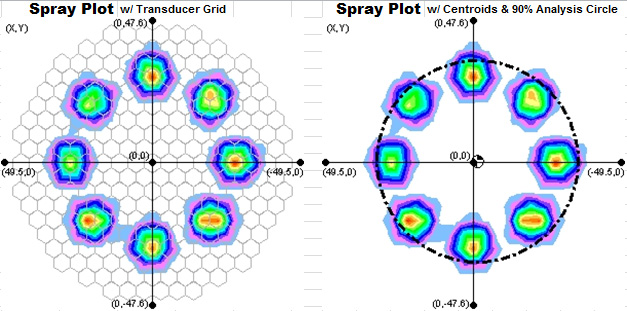 Spray Plot w/ Transducer Grid
(X,Y)
(0,47.6)
(0,0)
(49.5,0)
(-49.5,0)
(0,-47.6)
Spray Plot w/ Centroids & 90% Analysis Circle
(X,Y)
(0,47.6)
(0,0)
(49.5,0)
(-49.5,0)
(0,-47.6)